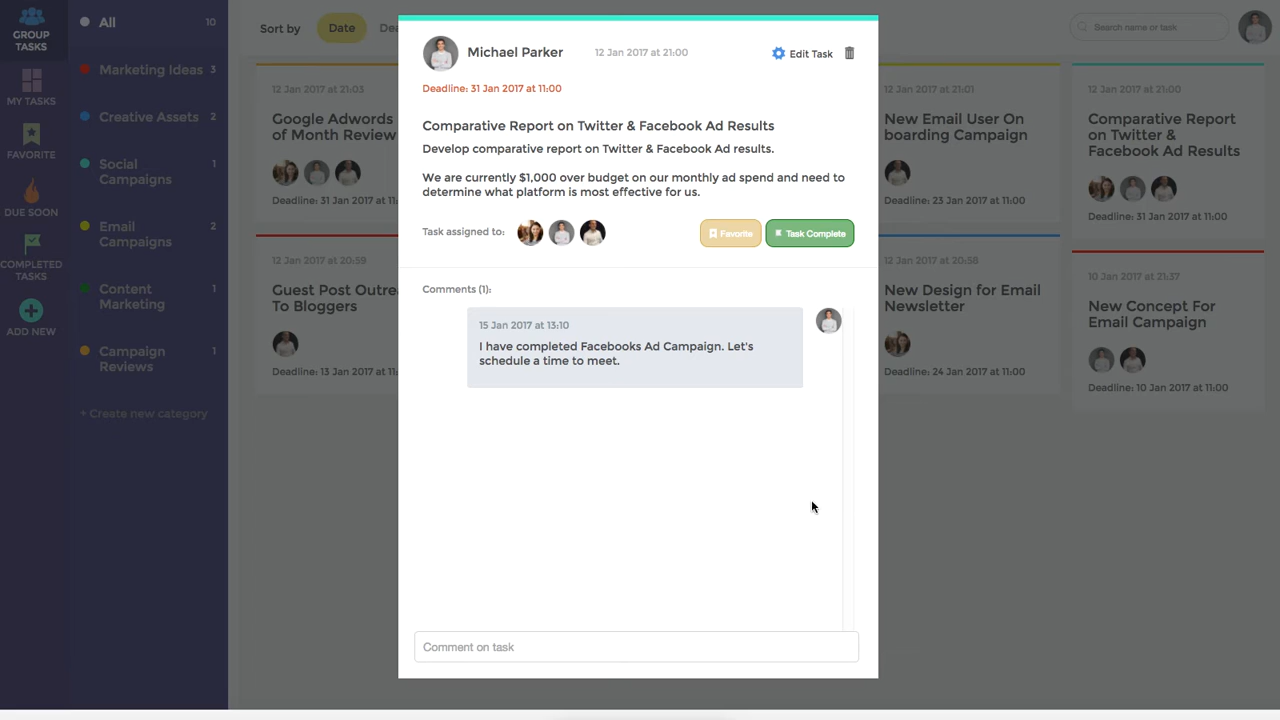 GROUP
TASKS
MY TASKS
FAVORITE
DUE SOON
COMPLETED
TASKS
ADD NEW
All 10
Marketing Ideas 3
Creative Assets 2
Social 1
Campaigns
Email 2
Campaigns
Content 1
Marketing
Campaign 1
Reviews
+ Create new category
Sort by Date
Search name or task
12 Jan 2017 at 21:03
Google Adwords
of Month Review
Deadline: 31 Jan 2017 at 11:
12 Jan 2017 at 20:59
Guest Post Outrea
To Bloggers
Deadline: 13 Jan 2017 at 11:
Michael Parker 12 Jan 2017 at 21:00 Edit Task
Deadline: 31 Jan 2017 at 11:00
Comparative Report on Twitter & Facebook Ad Results
Develop comparative report on Twitter & Facebook Ad results.
We are currently $1,000 over budget on our monthly ad spend and need to
determine what platform is most effective for us.
Task assigned to: Favorite Task Complete
Comments (1):
15 Jan 2017 at 13:10
I have completed Facebooks Ad Campaign. Let's
schedule a time to meet.
Comment on task
12 Jan 2017 at 21:01
New Email User On
boarding Campaign
Deadline: 23 Jan 2017 at 11:00
12 Jan 2017 at 20:58
New Design for Email
Newsletter
Deadline: 24 Jan 2017 at 11:00
12 Jan 2017 at 21:00
Comparative Report
on Twitter &
Facebook Ad Results
Deadline: 31 Jan 2017 at 11:00
10 Jan 2017 at 21:37
New Concept For
Email Campaign
Deadline: 10 Jan 2017 at 11:00